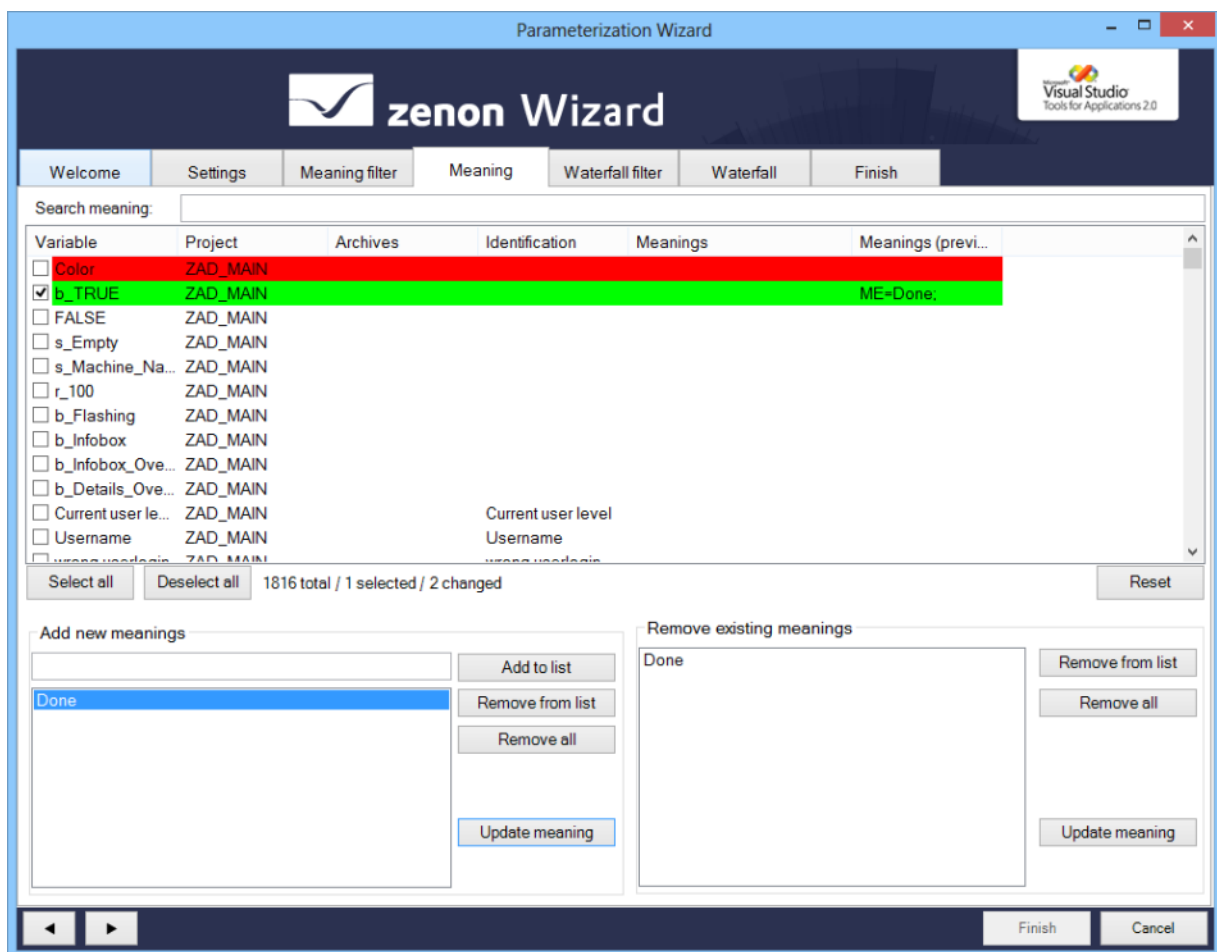 Parameterization Wizard
zenon Wizard
Microsoft
Visual Studio
Tools for Applications 2.0
Welcome Settings Meaning filter Meaning Waterfall filter Waterfall Finish
Search meaning:
Variable Project Archives Identification Meanings Meanings (previ...
Color ZAD_MAIN
b_TRUE ZAD_MAIN ME=Done;
FALSE ZAD_MAIN
s_Empty ZAD_MAIN
s_Machine_Na... ZAD_MAIN
r_100 ZAD_MAIN
b_Flashing ZAD_MAIN
b_Infobox ZAD_MAIN
b_Infobox_Ove... ZAD_MAIN
b_Details_Ove... ZAD_MAIN
Current user le... ZAD_MAIN Current user level
Username ZAD_MAIN Username
wrong userlogin ZAD_MAIN wrong userlogin
Select all Deselect all 1816 total / 1 selected / 2 changed Reset
Add new meanings Remove existing meanings
Add to list Done Remove from list
Done Remove from list Remove all
Remove all
Update meaning Update meaning
Finish Cancel